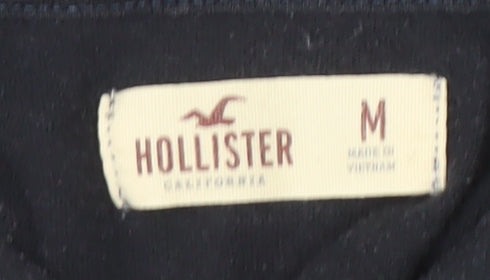 HOLLISTER
CALIFORNIA
M
MADE IN
VIETNAM